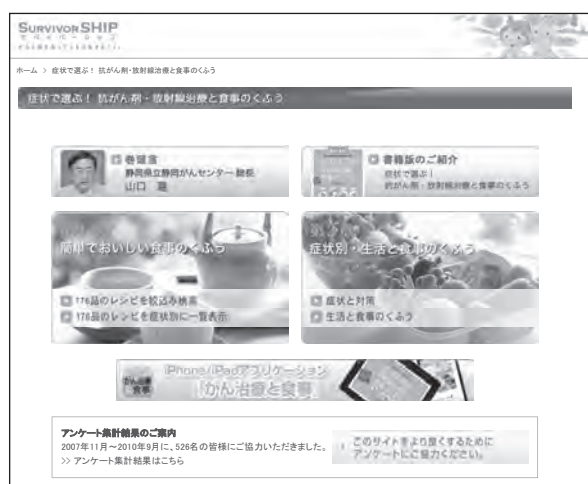 SURVIVORSHIP
サバイバーシップ
ホーム > 症状で選ぶ! 抗がん剤・放射線治療と食事のくふう
症状で選ぶ! 抗がん剤・放射線治療と食事のくふう
巻頭言
静岡県立静岡がんセンター 総長
山口 建
書籍版のご紹介
症状で選ぶ!
抗がん剤・放射線治療と食事のくふう
簡単でおいしい食事のくふう
176品のレシピを絞込み検索
176品のレシピを症状別に一覧表示
症状別・生活と食事のくふう
症状と対策
生活と食事のくふう
がん治療
食事
iPhone/iPadアプリケーション
「がん治療と食事」
アンケート集計結果のご案内
2007年11月～2010年9月に、526名の皆様にご協力いただきました。
>> アンケート集計結果はこちら
このサイトをより良くするために
アンケートにご協力ください。